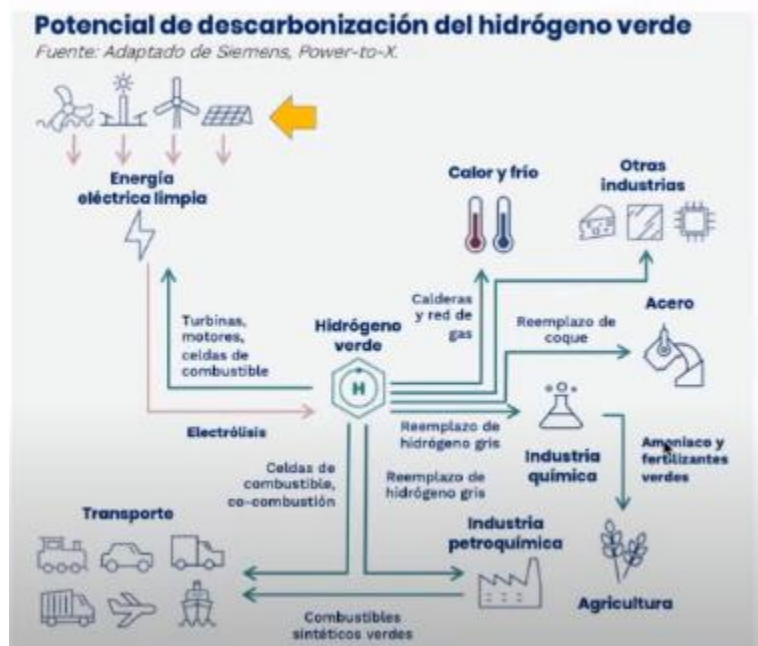 Potencial de descarbonización del hidrógeno verde
Fuente: Adaptado de Siemens, Power-to-X.
Energía
eléctrica limpia
Calor y frío
Otras
industrias
Turbinas,
motores,
celdas de
combustible
Hidrógeno
verde
H
Calderas
y red de
gas
Reemplazo de
coque
Acero
Electrólisis
Reemplazo de
hidrógeno gris
Industria
química
Amoniaco y
fertilizantes
verdes
Celdas de
combustible,
co-combustión
Reemplazo de
hidrógeno gris
Transporte
Industria
petroquímica
Agricultura
Combustibles
sintéticos verdes